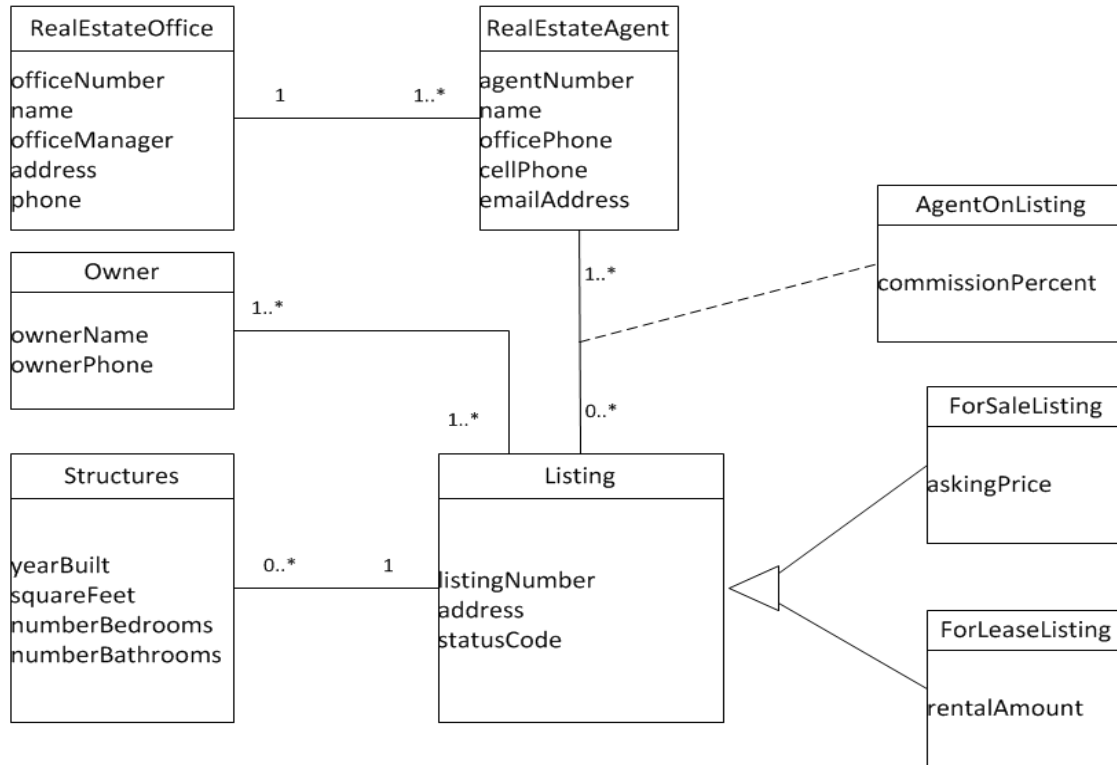 RealEstateOffice
officeNumber
name
officeManager
address
phone
1
1..*
RealEstateAgent
agentNumber
name
officePhone
cellPhone
emailAddress
AgentOnListing
commissionPercent
Owner
ownerName
ownerPhone
1..*
1..*
1..*
0..*
Structures
yearBuilt
squareFeet
numberBedrooms
numberBathrooms
0..*
1
Listing
listingNumber
address
statusCode
ForSaleListing
askingPrice
ForLeaseListing
rentalAmount